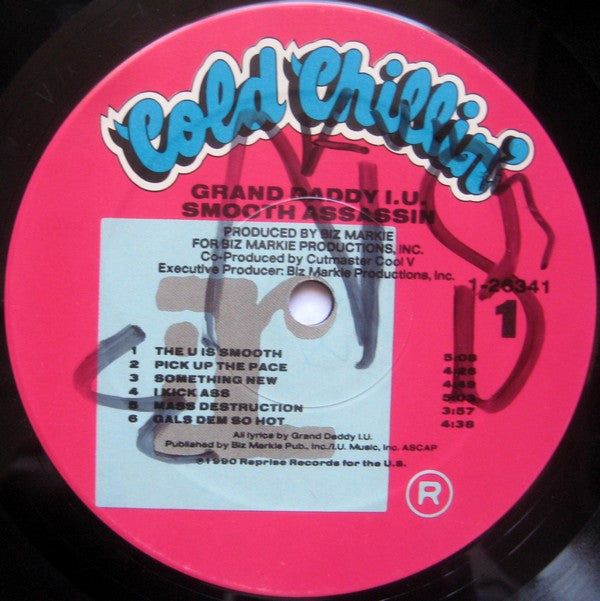 Cold Chillin'
GRAND DADDY I.U.
SMOOTH ASSASSIN
PRODUCED BY BIZ MARKIE
FOR BIZ MARKIE PRODUCTIONS, INC.
Co-Produced by Cutmaster Cool V
Executive Producer: Biz Markie Productions, Inc.
1-26341
1
1 THE U IS SMOOTH 5:08
2 PICK UP THE PACE 4:26
3 SOMETHING NEW 4:49
4 I KICK ASS 5:03
5 MASS DESTRUCTION 3:57
6 GALS DEM SO HOT 4:38
All lyrics by Grand Daddy I.U.
Published by Biz Markie Pub., Inc./I.U. Music, Inc. ASCAP
℗1990 Reprise Records for the U.S.
r
R